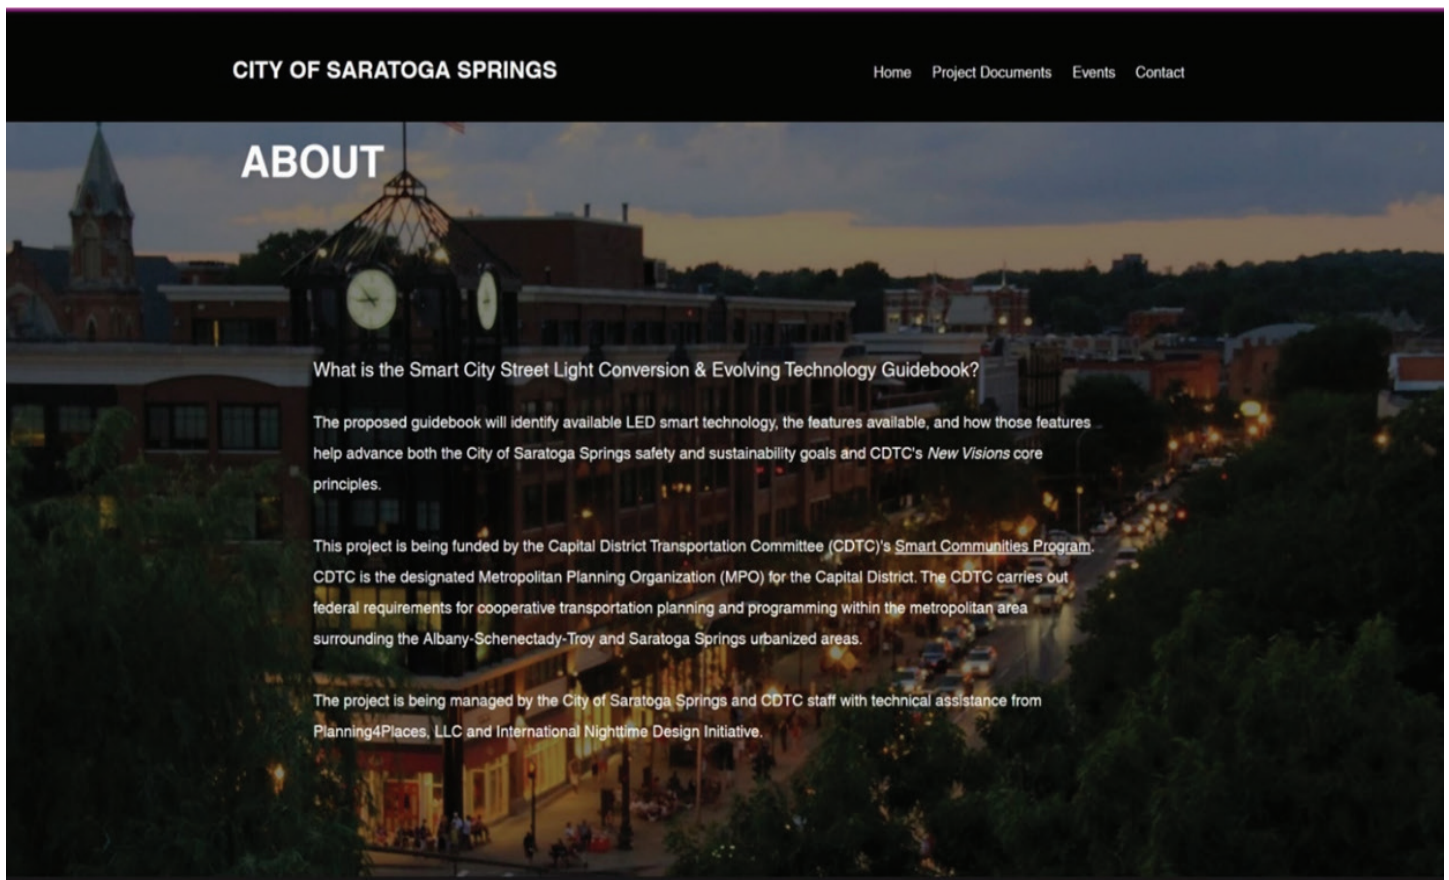 CITY OF SARATOGA SPRINGS
Home Project Documents Events Contact
ABOUT
What is the Smart City Street Light Conversion & Evolving Technology Guidebook?
The proposed guidebook will identify available LED smart technology, the features available, and how those features
help advance both the City of Saratoga Springs safety and sustainability goals and CDTC's New Visions core
principles.
This project is being funded by the Capital District Transportation Committee (CDTC)'s Smart Communities Program.
CDTC is the designated Metropolitan Planning Organization (MPO) for the Capital District. The CDTC carries out
federal requirements for cooperative transportation planning and programming within the metropolitan area
surrounding the Albany-Schenectady-Troy and Saratoga Springs urbanized areas.
The project is being managed by the City of Saratoga Springs and CDTC staff with technical assistance from
Planning4Places, LLC and International Nighttime Design Initiative.